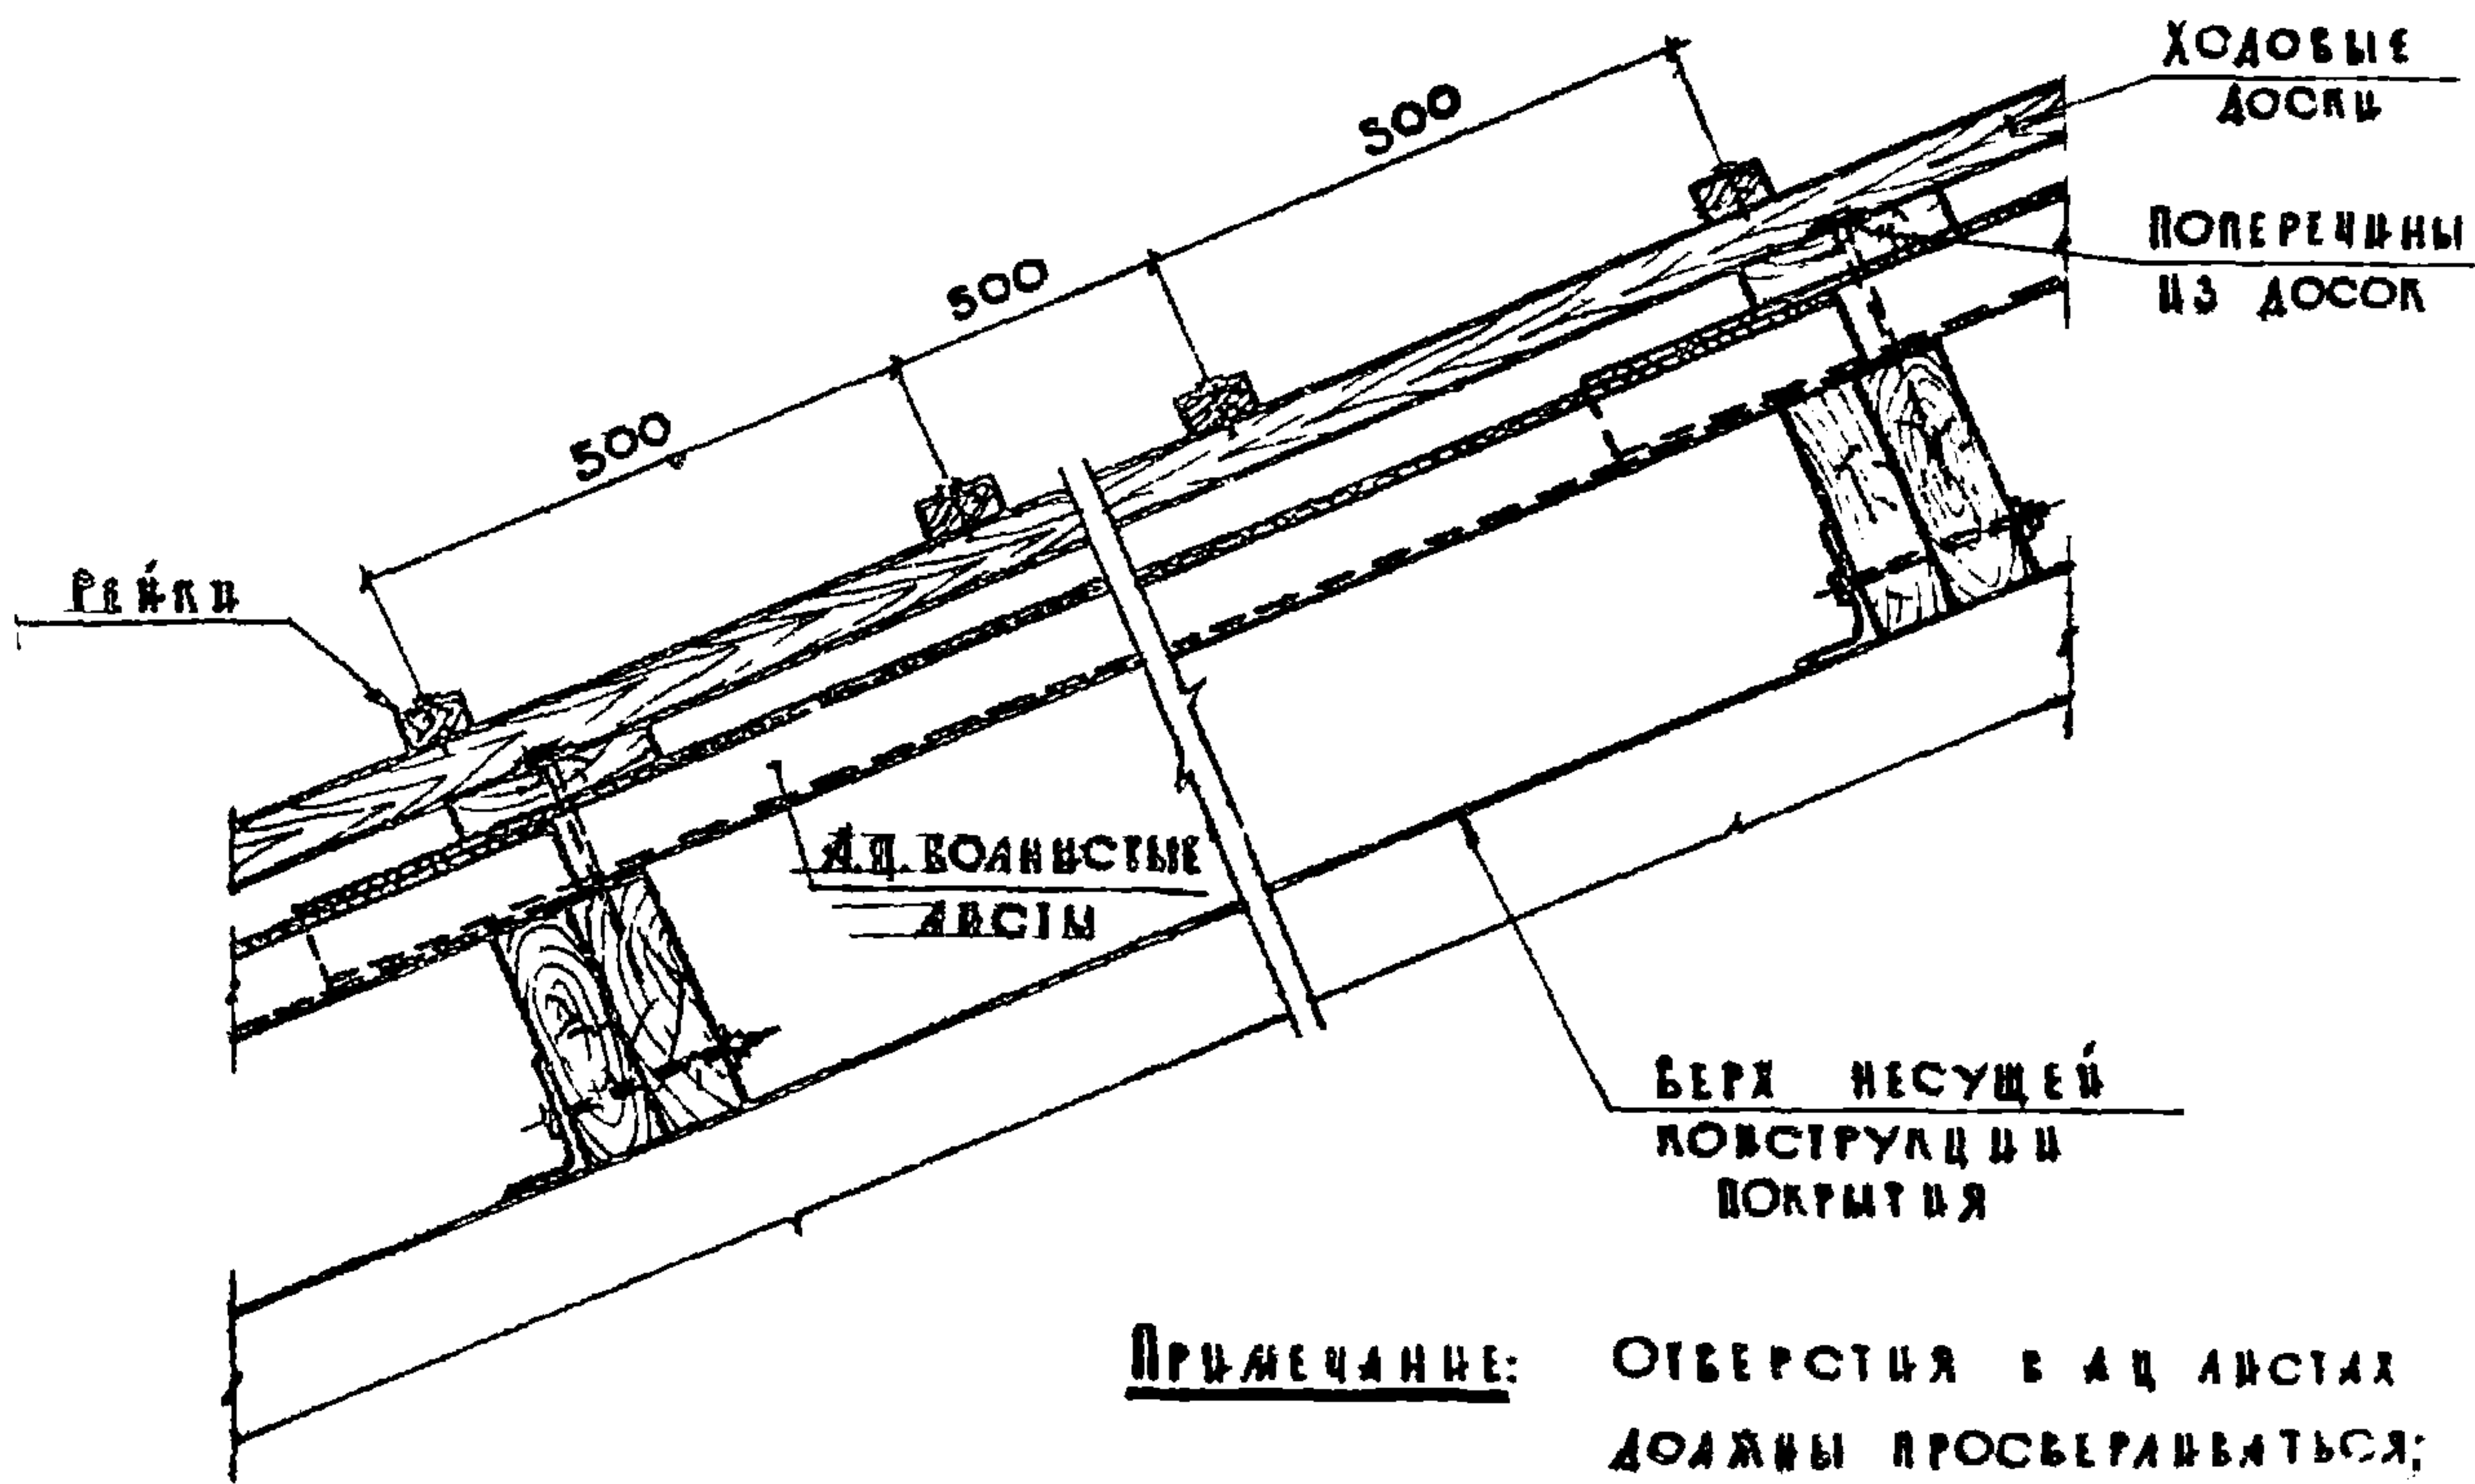 ХОДОВЫЕ
ДОСКИ
500
ПОПЕРЕЧИНЫ
ИЗ ДОСОК
500
500
РЕЙКИ
А.Ц. ВОЛНИСТЫЕ
ЛИСТЫ
ВЕРХ НЕСУЩЕЙ
КОНСТРУКЦИИ
ПОКРЫТИЯ
ПРИМЕЧАНИЕ: ОТВЕРСТИЯ В АЦ ЛИСТАХ
ДОЛЖНЫ ПРОСВЕРЛИВАТЬСЯ;